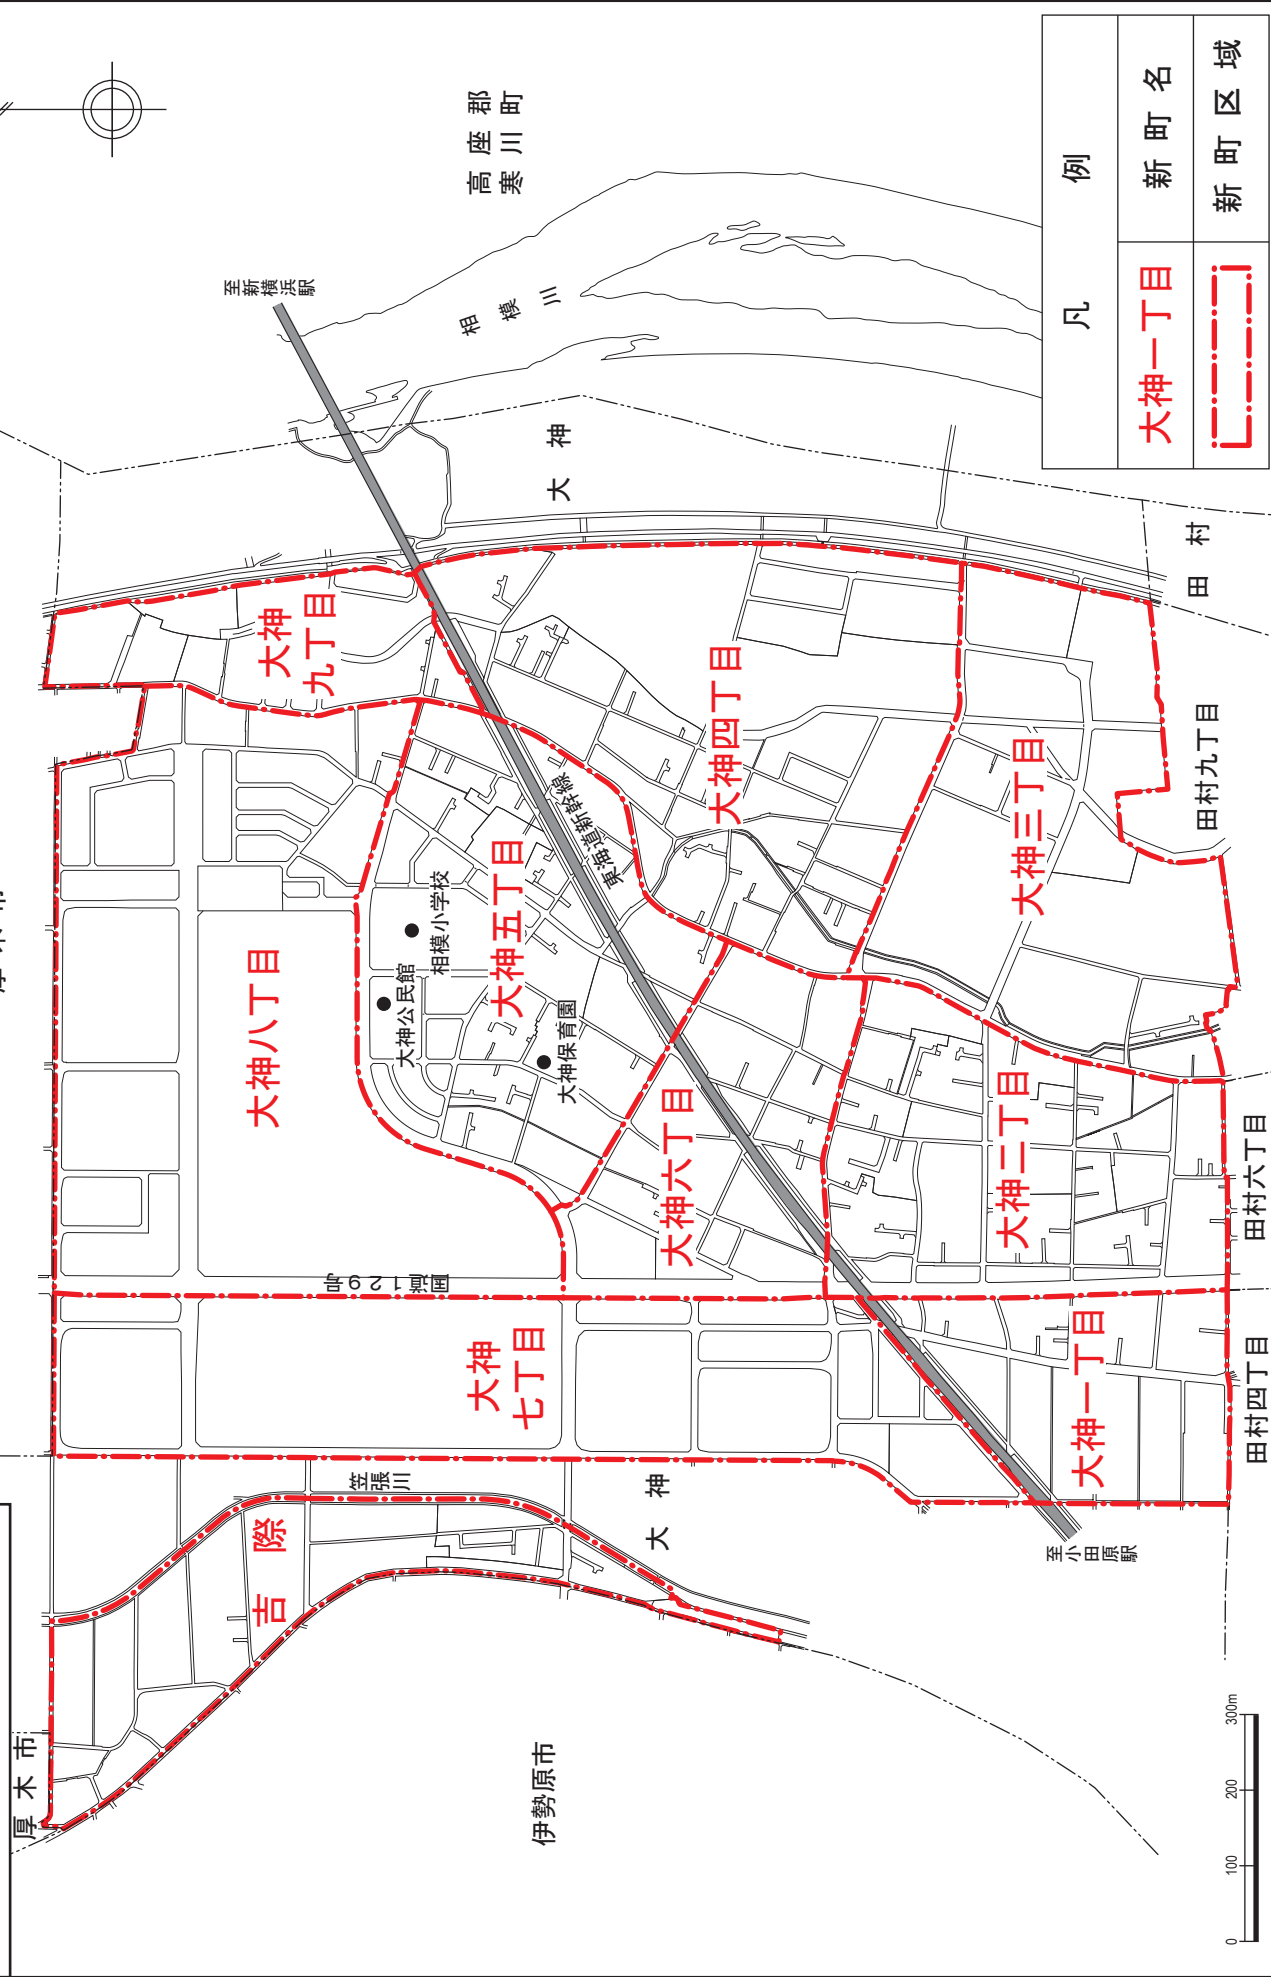 厚木市
厚木市
高座郡
寒川町
至新横浜駅
相模川
大神
大神
九丁目
大神八丁目
大神公民館
相模小学校
大神五丁目
大神保育園
東海道新幹線
大神四丁目
大神三丁目
田村
田村九丁目
国道129号
大神六丁目
大神二丁目
田村六丁目
大神
七丁目
大神一丁目
田村四丁目
笠張川
吉際
大神
至小田原駅
伊勢原市
凡例
大神一丁目
新町名
新町区域
0 100 200 300m